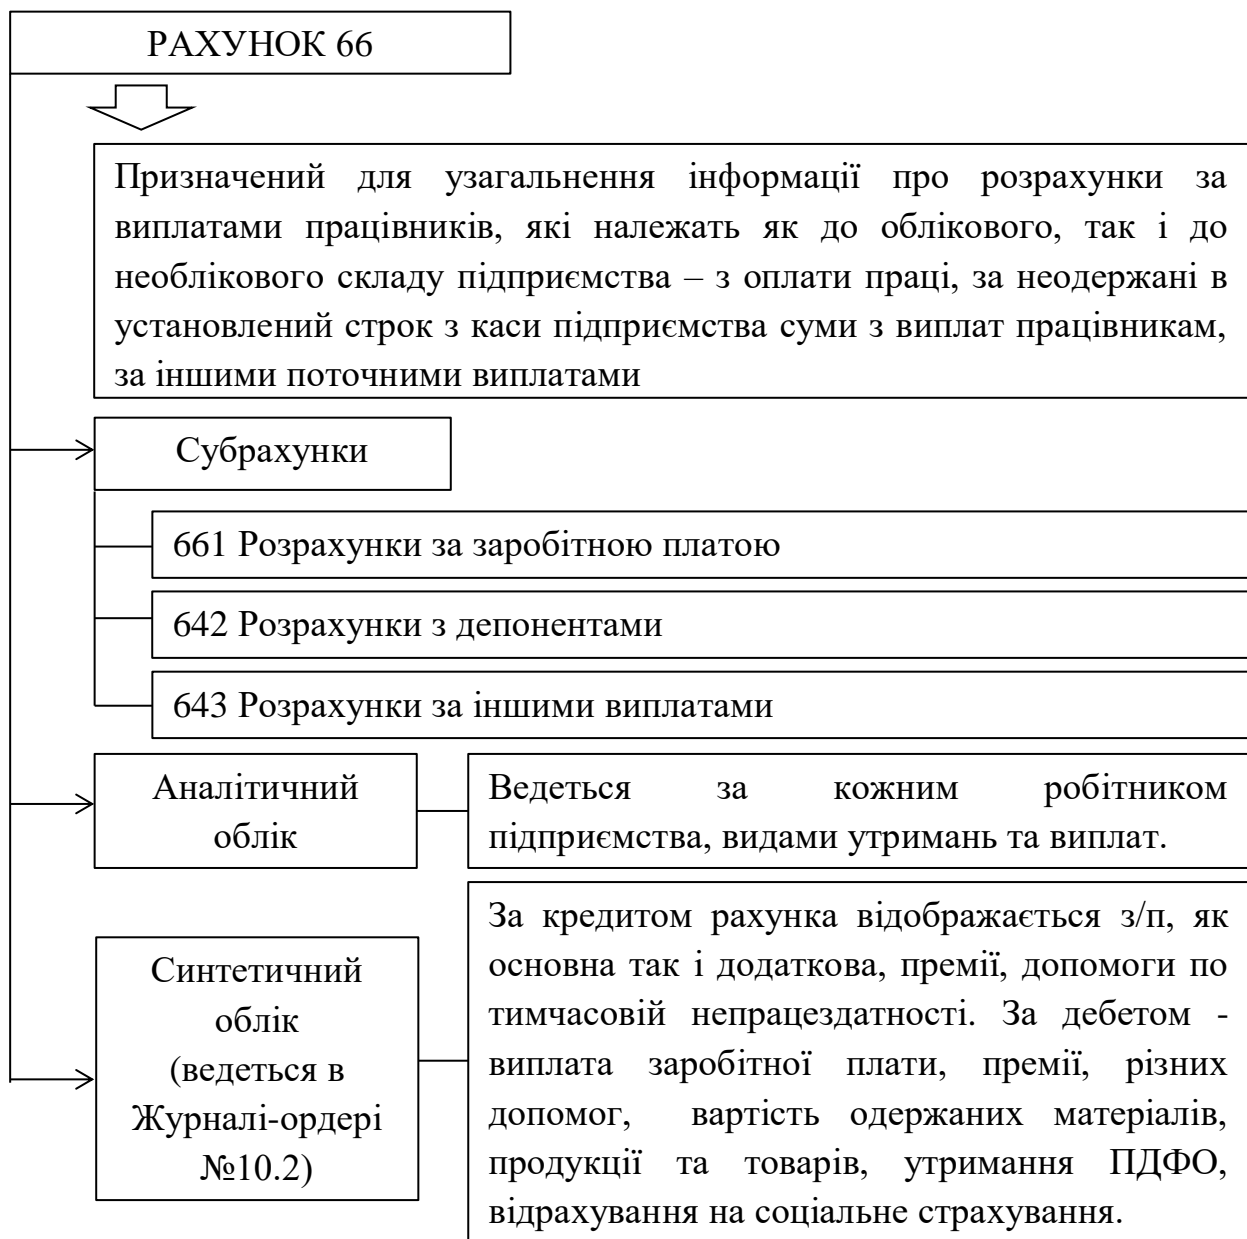 РАХУНОК 66
Призначений для узагальнення інформації про розрахунки за
виплатами працівників, які належать як до облікового, так і до
необлікового складу підприємства – з оплати праці, за неодержані в
установлений строк з каси підприємства суми з виплат працівникам,
за іншими поточними виплатами
Субрахунки
661 Розрахунки за заробітною платою
642 Розрахунки з депонентами
643 Розрахунки за іншими виплатами
Аналітичний
облік
Ведеться за кожним робітником
підприємства, видами утримань та виплат.
Синтетичний
облік
(ведеться в
Журналі-ордері
№10.2)
За кредитом рахунка відображається з/п, як
основна так і додаткова, премії, допомоги по
тимчасовій непрацездатності. За дебетом -
виплата заробітної плати, премії, різних
допомог, вартість одержаних матеріалів,
продукції та товарів, утримання ПДФО,
відрахування на соціальне страхування.